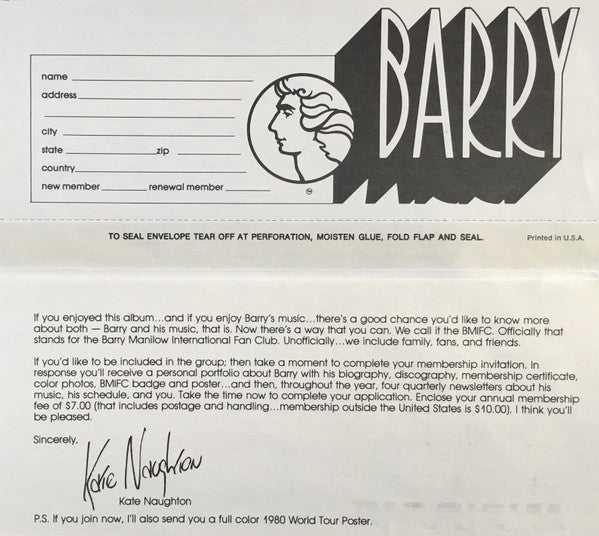 BARRY
name
address
city
state zip
country
new member renewal member
TM
TO SEAL ENVELOPE TEAR OFF AT PERFORATION, MOISTEN GLUE, FOLD FLAP AND SEAL. Printed in U.S.A.
If you enjoyed this album...and if you enjoy Barry's music...there's a good chance you'd like to know more
about both — Barry and his music, that is. Now there's a way that you can. We call it the BMIFC. Officially that
stands for the Barry Manilow International Fan Club. Unofficially...we include family, fans, and friends.
If you'd like to be included in the group; then take a moment to complete your membership invitation. In
response you'll receive a personal portfolio about Barry with his biography, discography, membership certificate,
color photos, BMIFC badge and poster...and then, throughout the year, four quarterly newsletters about his
music, his schedule, and you. Take the time now to complete your application. Enclose your annual membership
fee of $7.00 (that includes postage and handling...membership outside the United States is $10.00). I think you'll
be pleased.
Sincerely,
Katie Naughton
Kate Naughton
P.S. If you join now, I'll also send you a full color 1980 World Tour Poster.